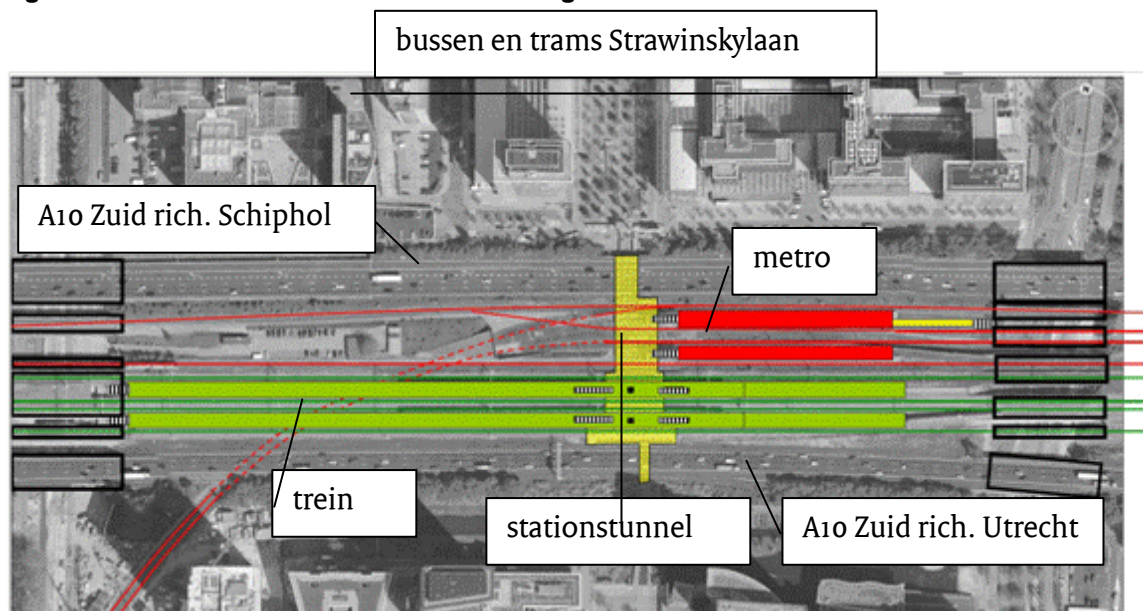 bussen en trams Strawinskylaan
A10 Zuid rich. Schiphol
metro
trein
stationstunnel
A10 Zuid rich. Utrecht